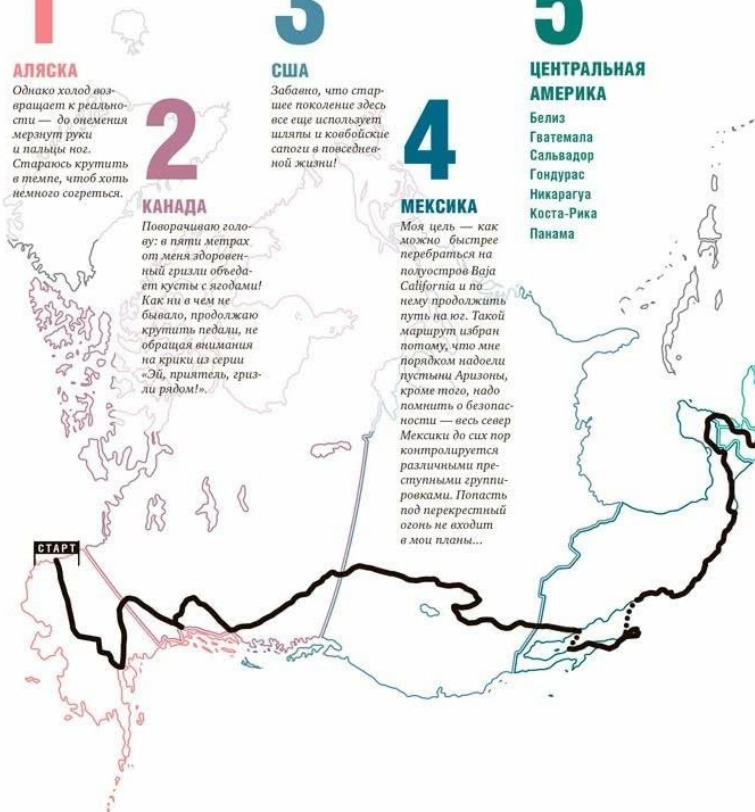 1
АЛЯСКА
Однако холод воз-
вращает к реально-
сти — до онемения
мерзнут руки
и пальцы ног.
Стараюсь крутить
в темпе, чтоб хоть
немного согреться.
2
КАНАДА
Поворачиваю голо-
ву: в пяти метрах
от меня здоровен-
ный гризли объеда-
ет кусты с ягодами!
Как ни в чем не
бывало, продолжаю
крутить педали, не
обращая внимания
на крики из серии
«Эй, приятель, гриз-
ли рядом!».
3
США
Забавно, что стар-
шее поколение здесь
все еще использует
шляпы и ковбойские
сапоги в повседнев-
ной жизни!
4
МЕКСИКА
Моя цель — как
можно быстрее
перебраться на
полуостров Baja
California и по
нему продолжить
путь на юг. Такой
маршрут избран
потому, что мне
порядком надоели
пустыни Аризоны,
кроме того, надо
помнить о безопас-
ности — весь север
Мексики до сих пор
контролируется
различными пре-
ступными группи-
ровками. Попасть
под перекрестный
огонь не входит
в мои планы...
5
ЦЕНТРАЛЬНАЯ
АМЕРИКА
Белиз
Гватемала
Сальвадор
Гондурас
Никарагуа
Коста-Рика
Панама
СТАРТ